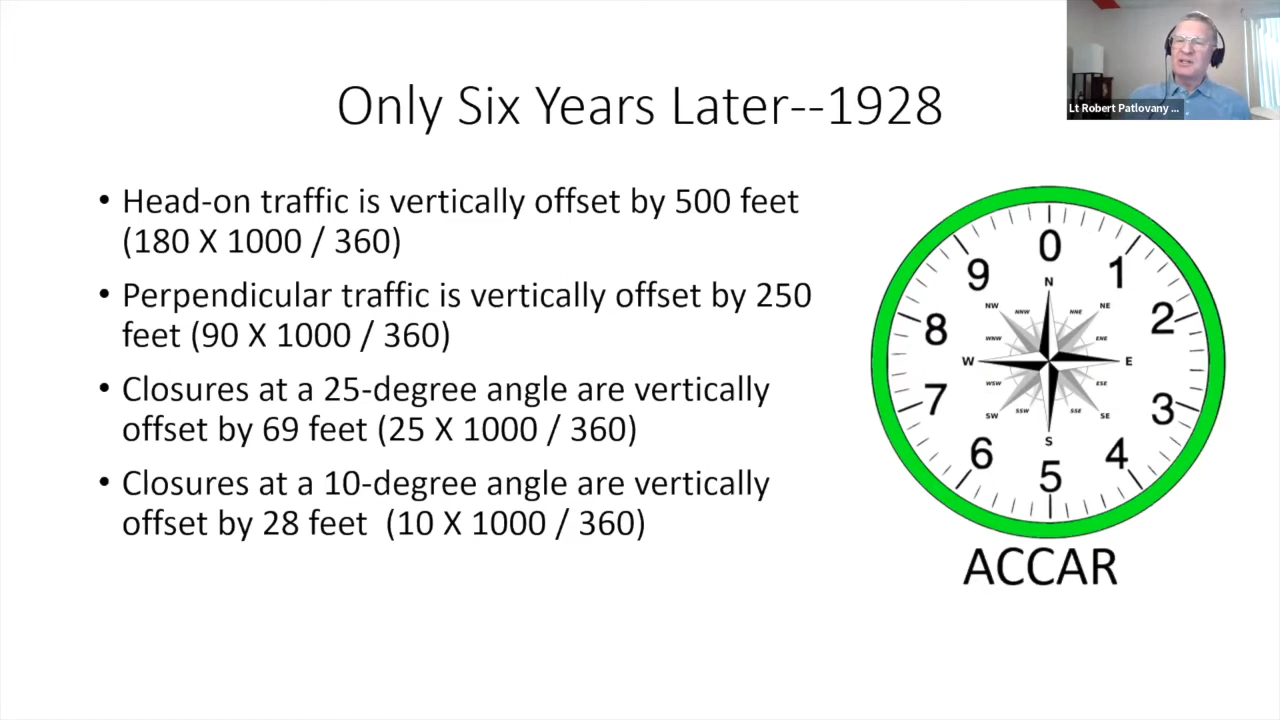 Only Six Years Later--1928
Lt Robert Patlovany ...
• Head-on traffic is vertically offset by 500 feet
(180 X 1000 / 360)
• Perpendicular traffic is vertically offset by 250
feet (90 X 1000 / 360)
• Closures at a 25-degree angle are vertically
offset by 69 feet (25 X 1000 / 360)
• Closures at a 10-degree angle are vertically
offset by 28 feet  (10 X 1000 / 360)
0
1
2
3
4
5
6
7
8
9
N
NNE
NE
ENE
E
ESE
SE
SSE
S
SSW
SW
WSW
W
WNW
NW
NNW
ACCAR